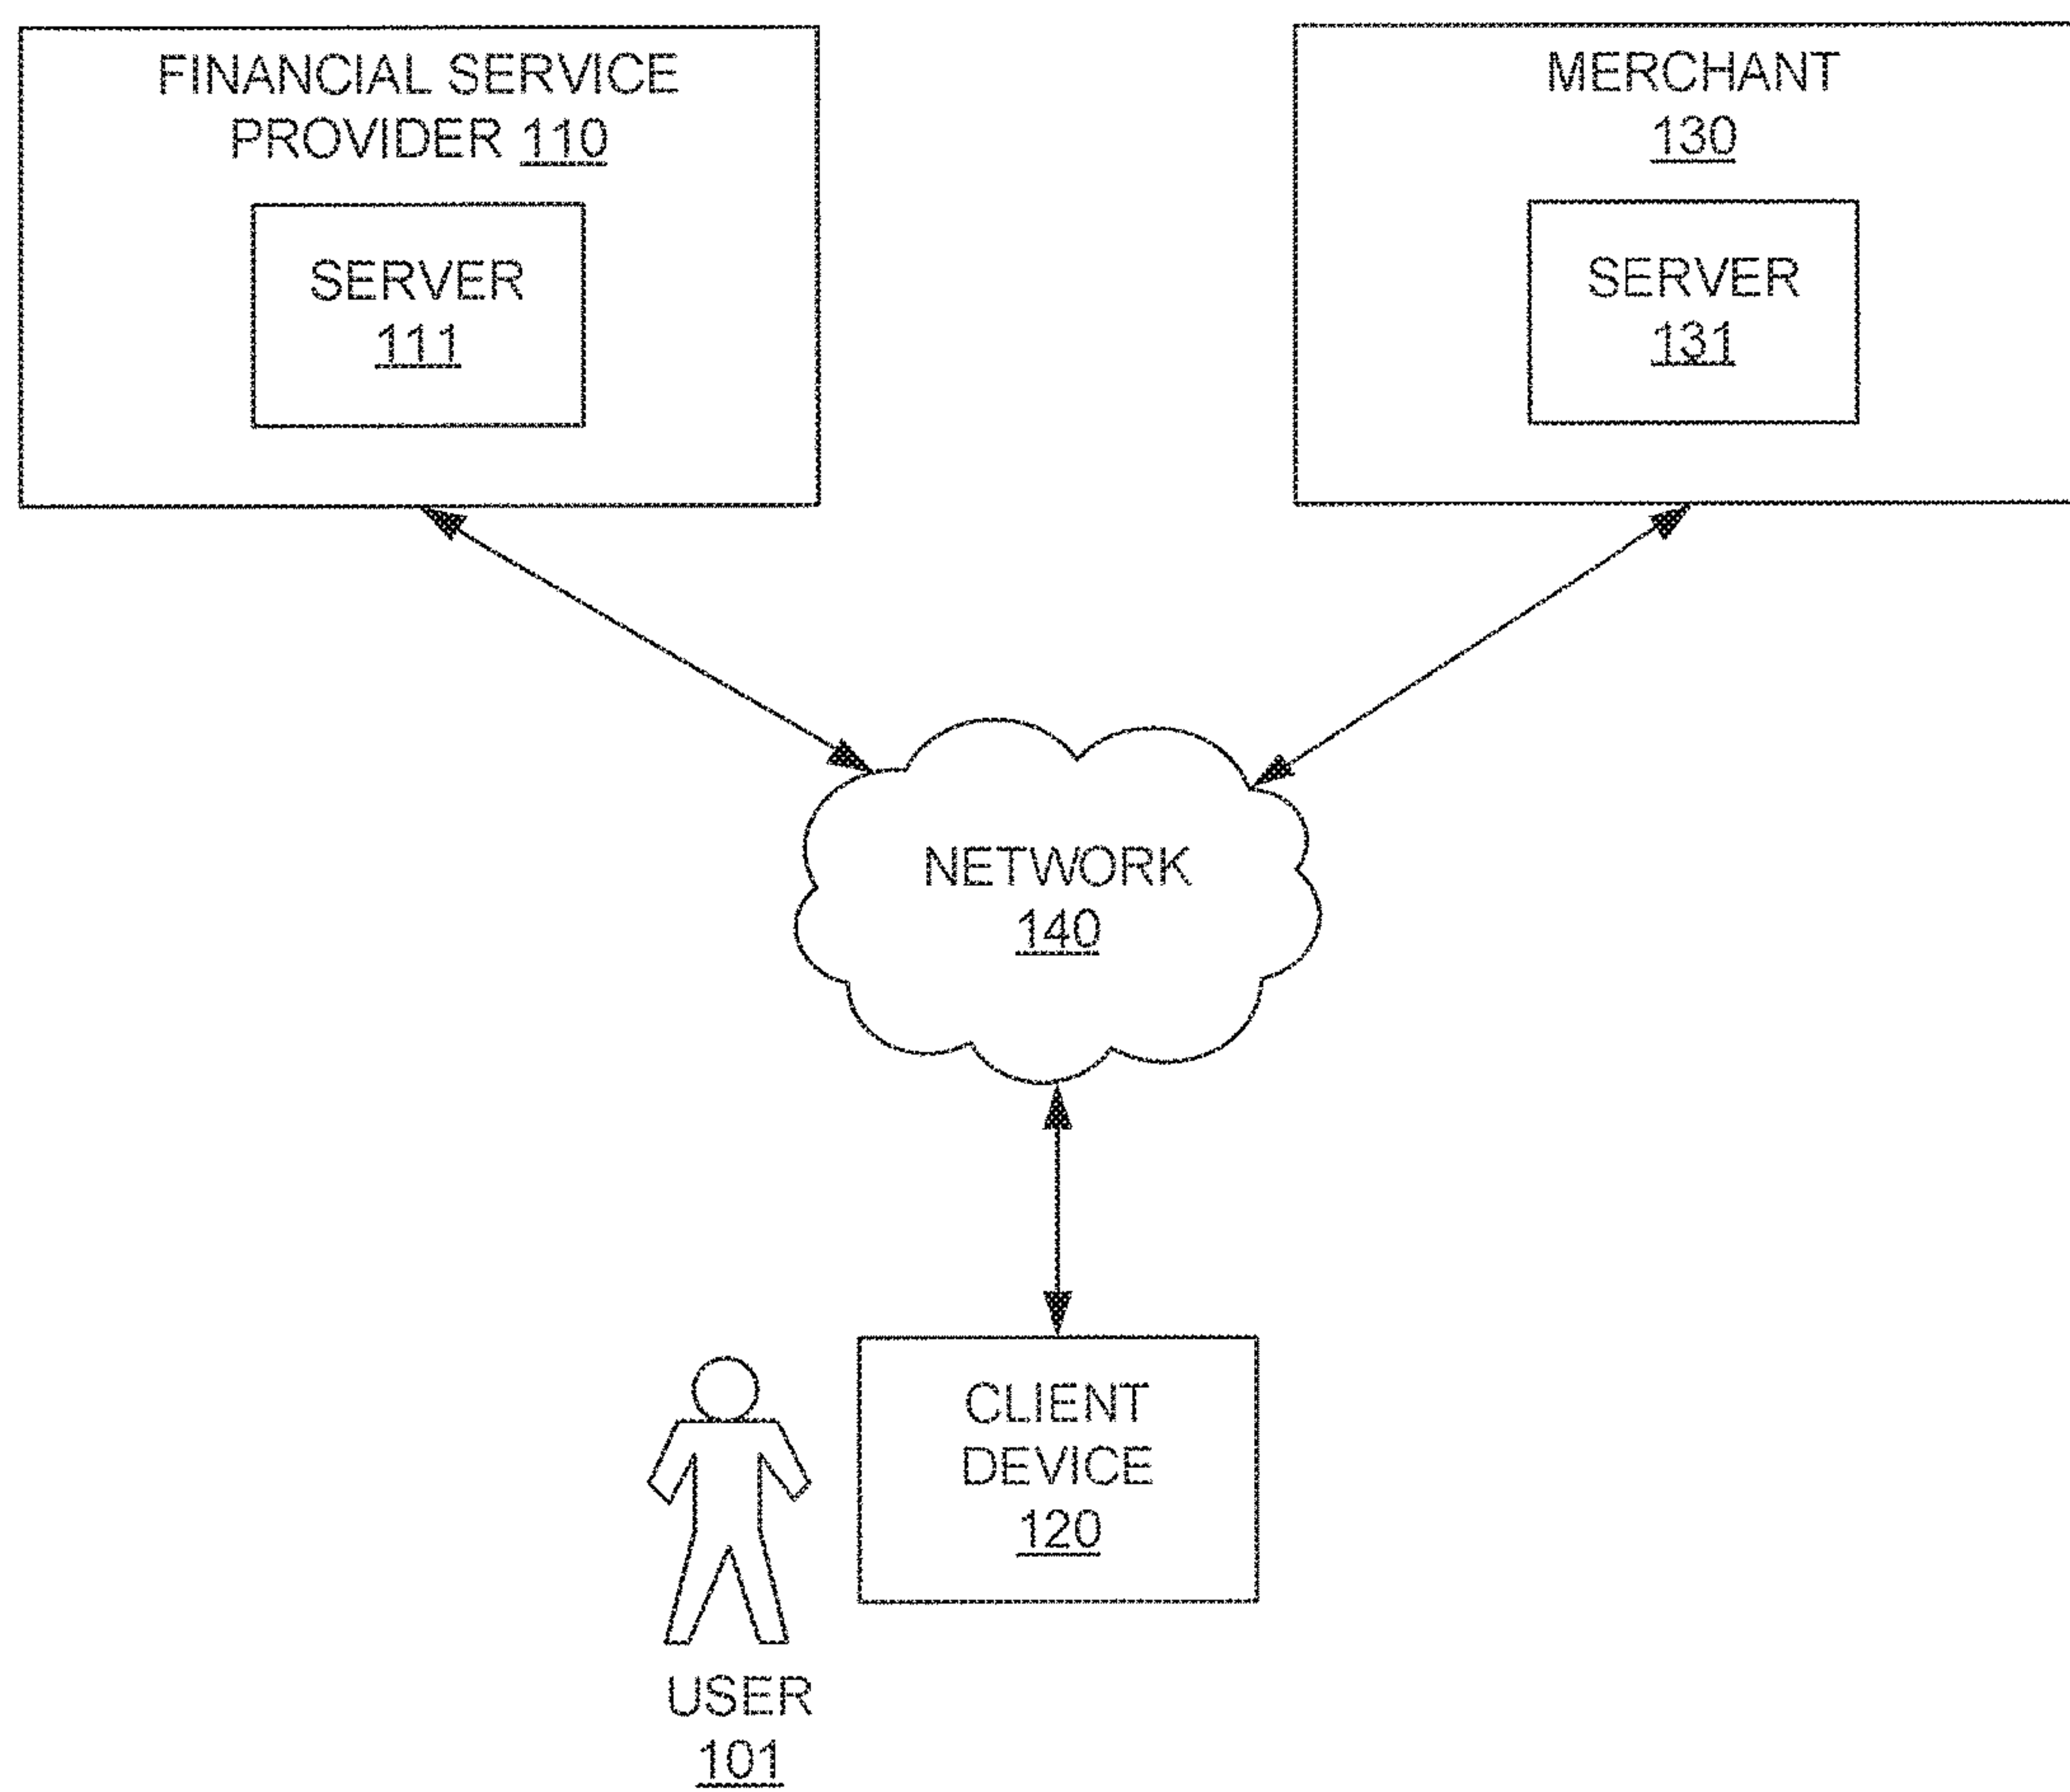 FINANCIAL SERVICE
PROVIDER 110
SERVER
111
MERCHANT
130
SERVER
131
NETWORK
140
CLIENT
DEVICE
120
USER
101